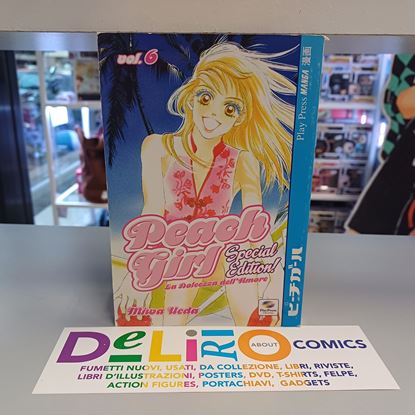 vol. 6
Play Press MANGA 漫画
Peach
Girl
Special
Edition!
La Dolcezza dell'Amore
Miwa Ueda
ピーチガール
DeLiRiO
ABOUT
COMICS
FUMETTI NUOVI, USATI, DA COLLEZIONE, LIBRI, RIVISTE,
LIBRI D'ILLUSTRAZIONI, POSTERS, DVD, T-SHIRTS, FELPE,
ACTION FIGURES, PORTACHIAVI, GADGETS